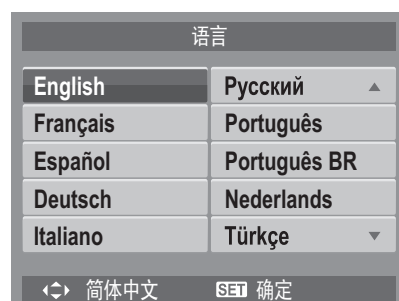 语言
English Русский
Français Português
Español Português BR
Deutsch Nederlands
Italiano Türkçe
简体中文 SET 确定